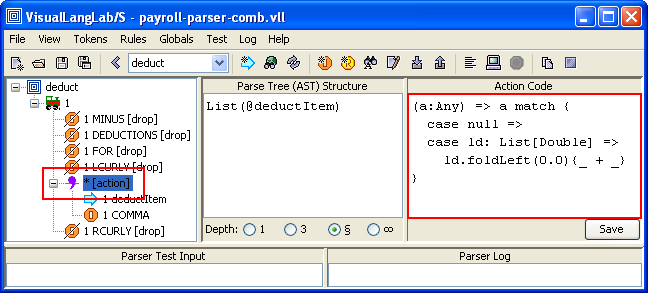 VisualLangLab/S - payroll-parser-comb.vll
File View Tokens Rules Globals Test Log Help
deduct
Parse Tree (AST) Structure
Action Code
deduct
1
1 MINUS [drop]
1 DEDUCTIONS [drop]
1 FOR [drop]
1 LCURLY [drop]
* [action]
1 deductItem
1 COMMA
1 RCURLY [drop]
List(@deductItem)
Depth: 1 3 § ∞
(a:Any) => a match {
case null =>
case ld: List[Double] =>
ld.foldLeft(0.0){_ + _}
}
Save
Parser Test Input
Parser Log